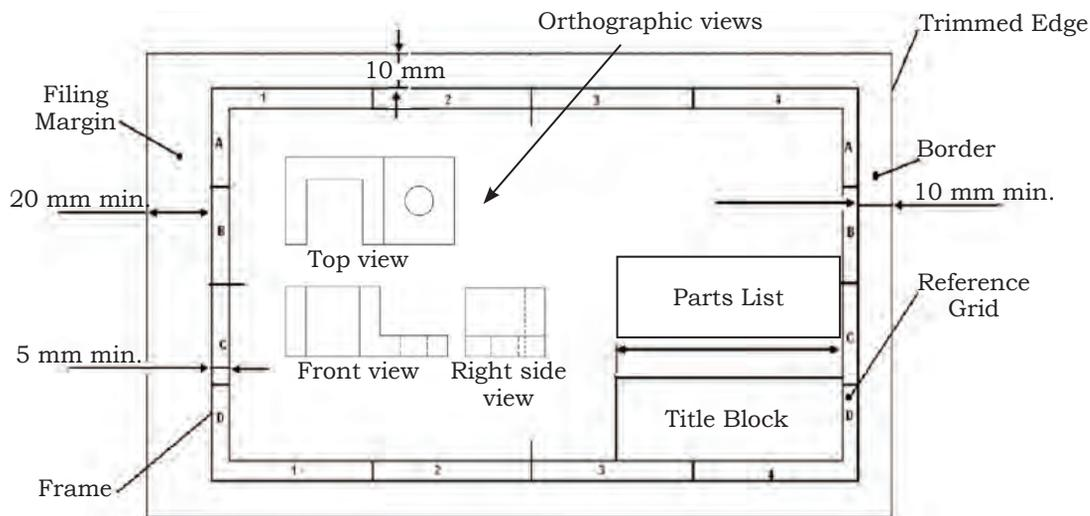 Orthographic views
Trimmed Edge
10 mm
Filing
Margin
1 2 3 4
A
A
Border
20 mm min.
10 mm min.
B
B
Top view
Parts List
Reference
Grid
C
C
5 mm min.
Front view
Right side
view
D
D
Title Block
1 2 3 4
Frame